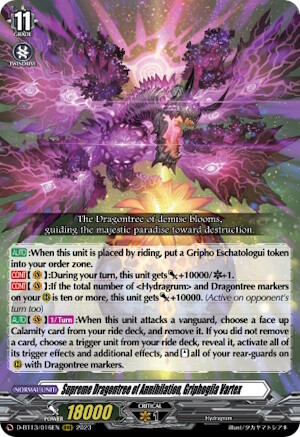 11
GRADE
TWINDRIVE
The Dragontree of demise blooms,
guiding the majestic paradise toward destruction.
AUTO :When this unit is placed by riding, put a Gripho Eschatologui token
into your order zone.
CONT [ ]:During your turn, this unit gets +10000/ +1.
CONT [ ]:If the total number of <Hydragrum> and Dragontree markers
on your is ten or more, this unit gets +10000. (Active on opponent's
turn too)
AUTO [ ] 1/Turn :When this unit attacks a vanguard, choose a face up
Calamity card from your ride deck, and remove it. If you did not remove
a card, choose a trigger unit from your ride deck, reveal it, activate all of
its trigger effects and additional effects, and [ ] all of your rear-guards on
with Dragontree markers.
NORMAL UNIT
Supreme Dragontree of Annihilation, Griphogila Vartex
POWER 18000
CRITICAL
1
Hydragrum
D-BT13/016EN RRR 2023
illust/タカヤマトシアキ